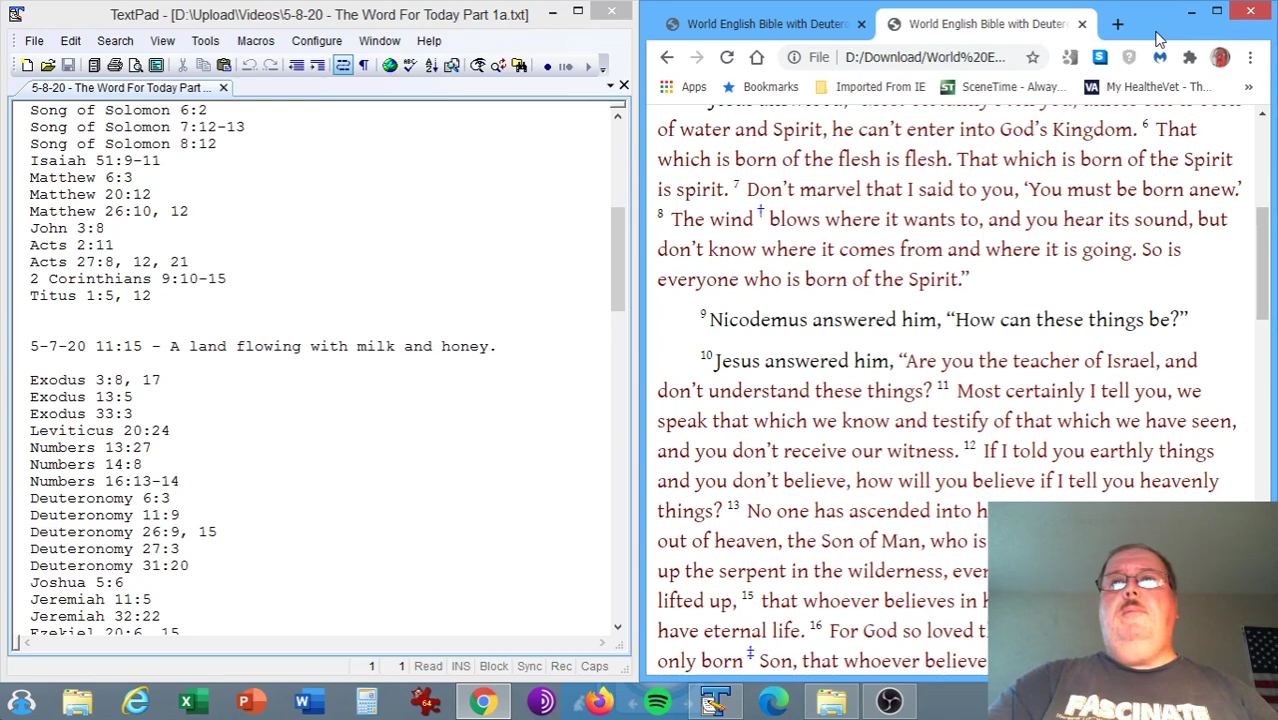 TextPad - [D:\Upload\Videos\5-8-20 - The Word For Today Part 1a.txt]
File Edit Search View Tools Macros Configure Window Help
5-8-20 - The Word For Today Part ...
Song of Solomon 6:2
Song of Solomon 7:12-13
Song of Solomon 8:12
Isaiah 51:9-11
Matthew 6:3
Matthew 20:12
Matthew 26:10, 12
John 3:8
Acts 2:11
Acts 27:8, 12, 21
2 Corinthians 9:10-15
Titus 1:5, 12
5-7-20 11:15 - A land flowing with milk and honey.
Exodus 3:8, 17
Exodus 13:5
Exodus 33:3
Leviticus 20:24
Numbers 13:27
Numbers 14:8
Numbers 16:13-14
Deuteronomy 6:3
Deuteronomy 11:9
Deuteronomy 26:9, 15
Deuteronomy 27:3
Deuteronomy 31:20
Joshua 5:6
Jeremiah 11:5
Jeremiah 32:22
Ezekiel 20:6, 15
1 1 Read INS Block Sync Rec Caps
World English Bible with Deuter World English Bible with Deuter
File D:/Download/World%20E...
Apps Bookmarks Imported From IE SceneTime - Alway... My HealtheVet - Th... »
of water and Spirit, he can’t enter into God’s Kingdom. 6 That
which is born of the flesh is flesh. That which is born of the Spirit
is spirit. 7 Don’t marvel that I said to you, ‘You must be born anew.’
8 The wind † blows where it wants to, and you hear its sound, but
don’t know where it comes from and where it is going. So is
everyone who is born of the Spirit.”
9 Nicodemus answered him, “How can these things be?”
10 Jesus answered him, “Are you the teacher of Israel, and
don’t understand these things? 11 Most certainly I tell you, we
speak that which we know and testify of that which we have seen,
and you don’t receive our witness. 12 If I told you earthly things
and you don’t believe, how will you believe if I tell you heavenly
things? 13 No one has ascended into
out of heaven, the Son of Man, who is
up the serpent in the wilderness,
lifted up, 15 that whoever believes in
have eternal life. 16 For God so loved
only born ‡ Son, that whoever
FASCINATE